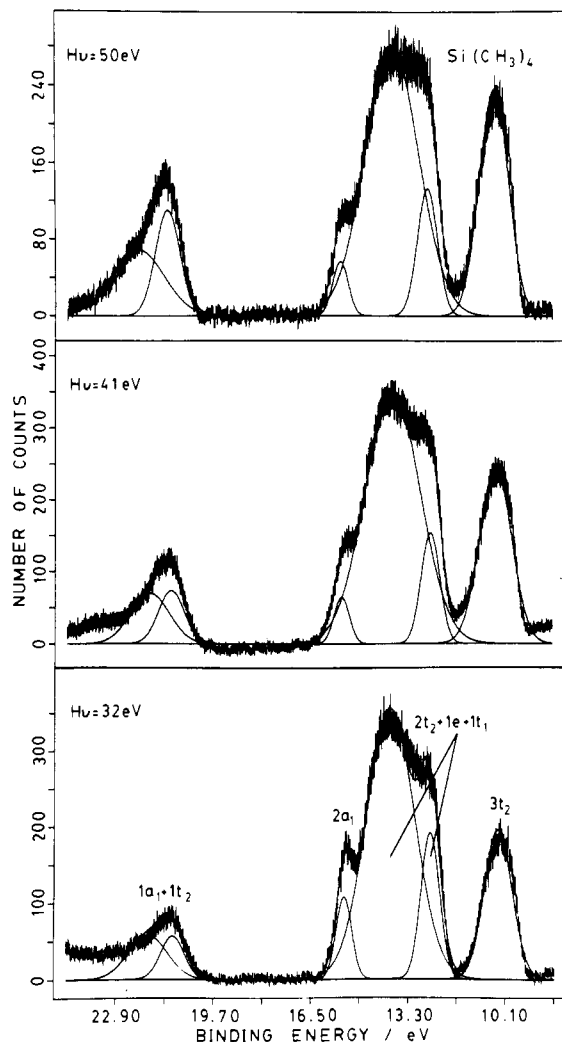 Hυ=50eV
Si(CH₃)₄
240
160
80
0
Hυ=41eV
400
300
200
100
0
NUMBER OF COUNTS
Hυ=32eV
2t₂+1e+1t₁
2a₁
3t₂
1a₁+1t₂
300
200
100
0
22.90 19.70 16.50 13.30 10.10
BINDING ENERGY / eV